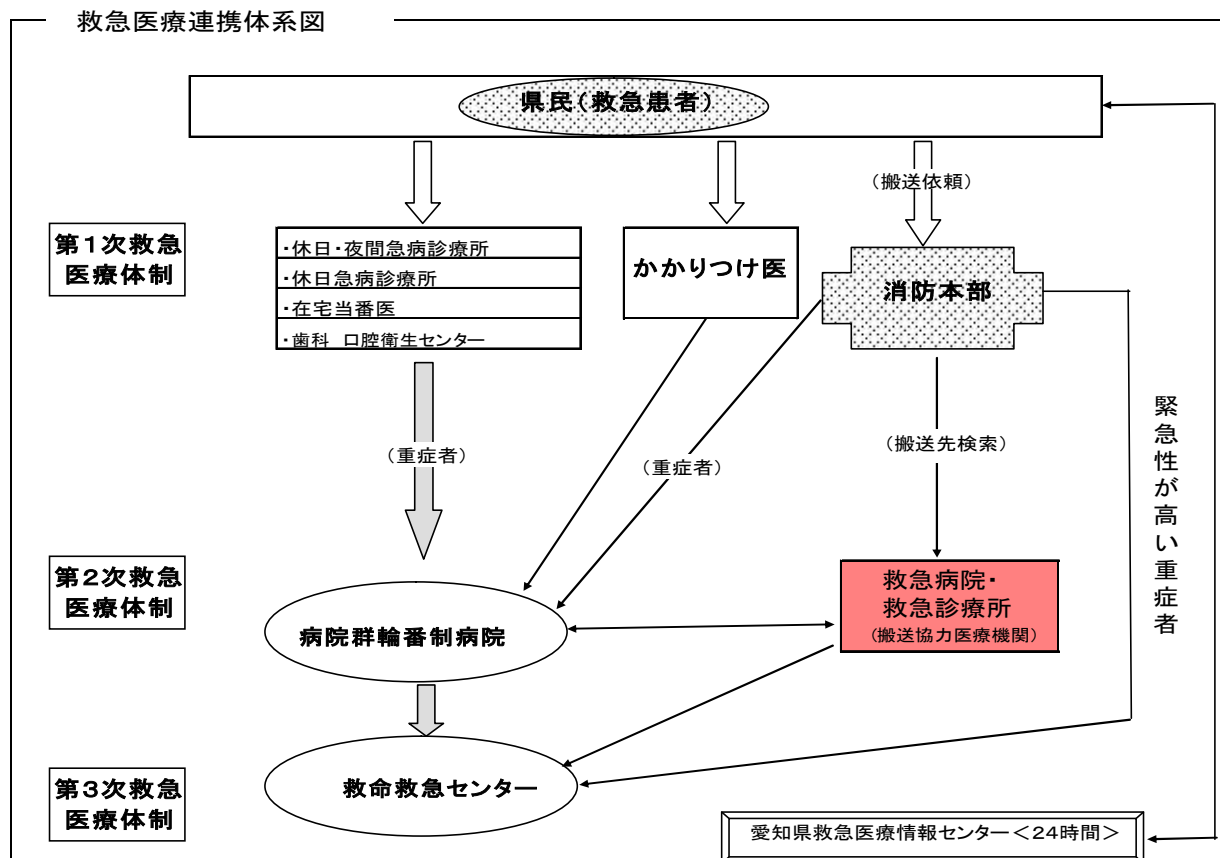 救急医療連携体系図
県民(救急患者)
(搬送依頼)
第1次救急
医療体制
・休日・夜間急病診療所
・休日急病診療所
・在宅当番医
・歯科 口腔衛生センター
かかりつけ医
消防本部
(重症者)
(重症者)
(搬送先検索)
緊急性が高い重症者
第2次救急
医療体制
病院群輪番制病院
救急病院・
救急診療所
(搬送協力医療機関)
第3次救急
医療体制
救命救急センター
愛知県救急医療情報センター<24時間>